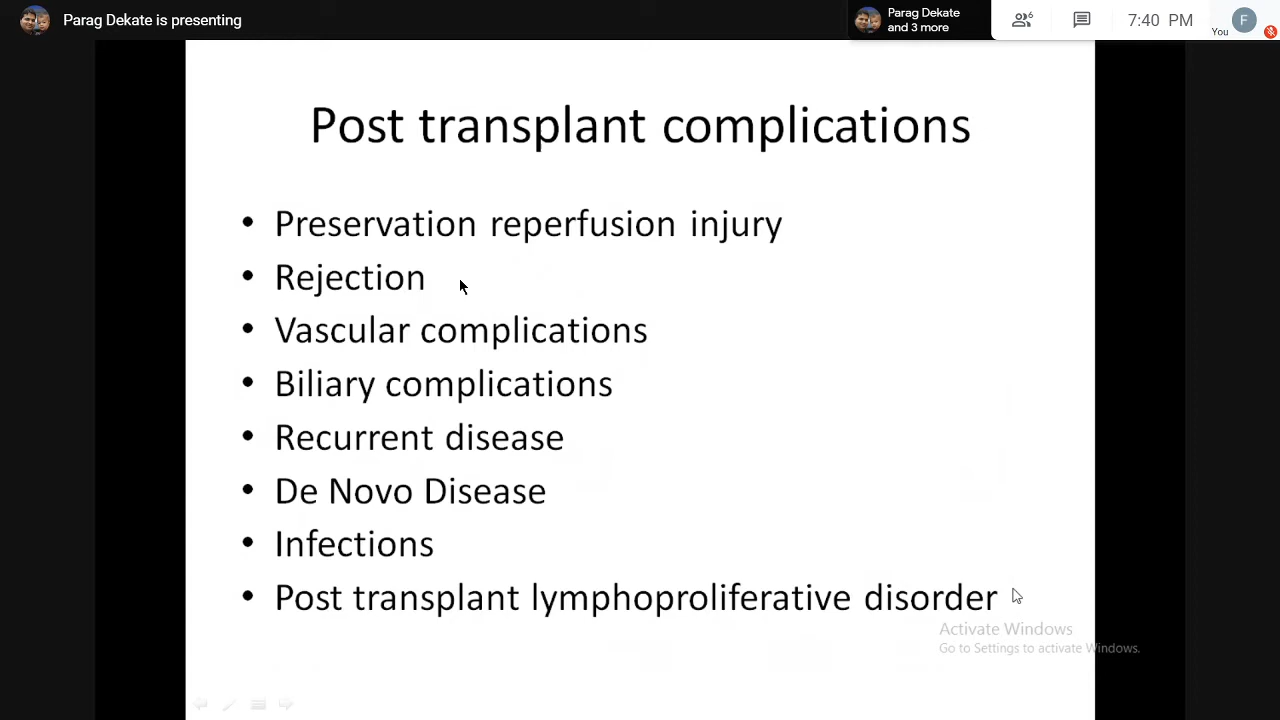 Parag Dekate is presenting
Parag Dekate
and 3 more
6
7:40 PM
You
F
Post transplant complications
• Preservation reperfusion injury
• Rejection
• Vascular complications
• Biliary complications
• Recurrent disease
• De Novo Disease
• Infections
• Post transplant lymphoproliferative disorder
Activate Windows
Go to Settings to activate Windows.